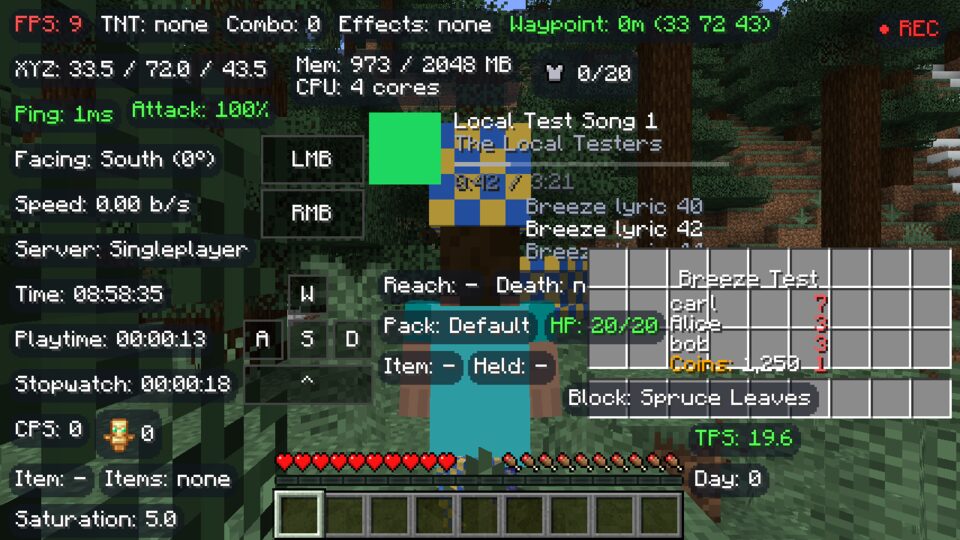 FPS: 9 TNT: none Combo: 0 Effects: none Waypoint: 0m (33 72 43)
● REC
XYZ: 33.5 / 72.0 / 43.5
Mem: 973 / 2048 MB
CPU: 4 cores
0/20
Ping: 1ms
Attack: 100%
Local Test Song 1
The Local Testers
0:42 / 3:21
Facing: South (0°)
LMB
Breeze lyric 40
Breeze lyric 42
Breeze lyric 44
Speed: 0.00 b/s
RMB
Server: Singleplayer
Breeze Test
carl 7
Alice 3
bob 3
Coins: 1,250 1
Reach: - Death: n
Time: 08:58:35
W
Pack: Default HP: 20/20
Playtime: 00:00:13
A S D
Item: - Held: -
Stopwatch: 00:00:18
^
Block: Spruce Leaves
CPS: 0
0
TPS: 19.6
Item: - Items: none
Day: 0
Saturation: 5.0